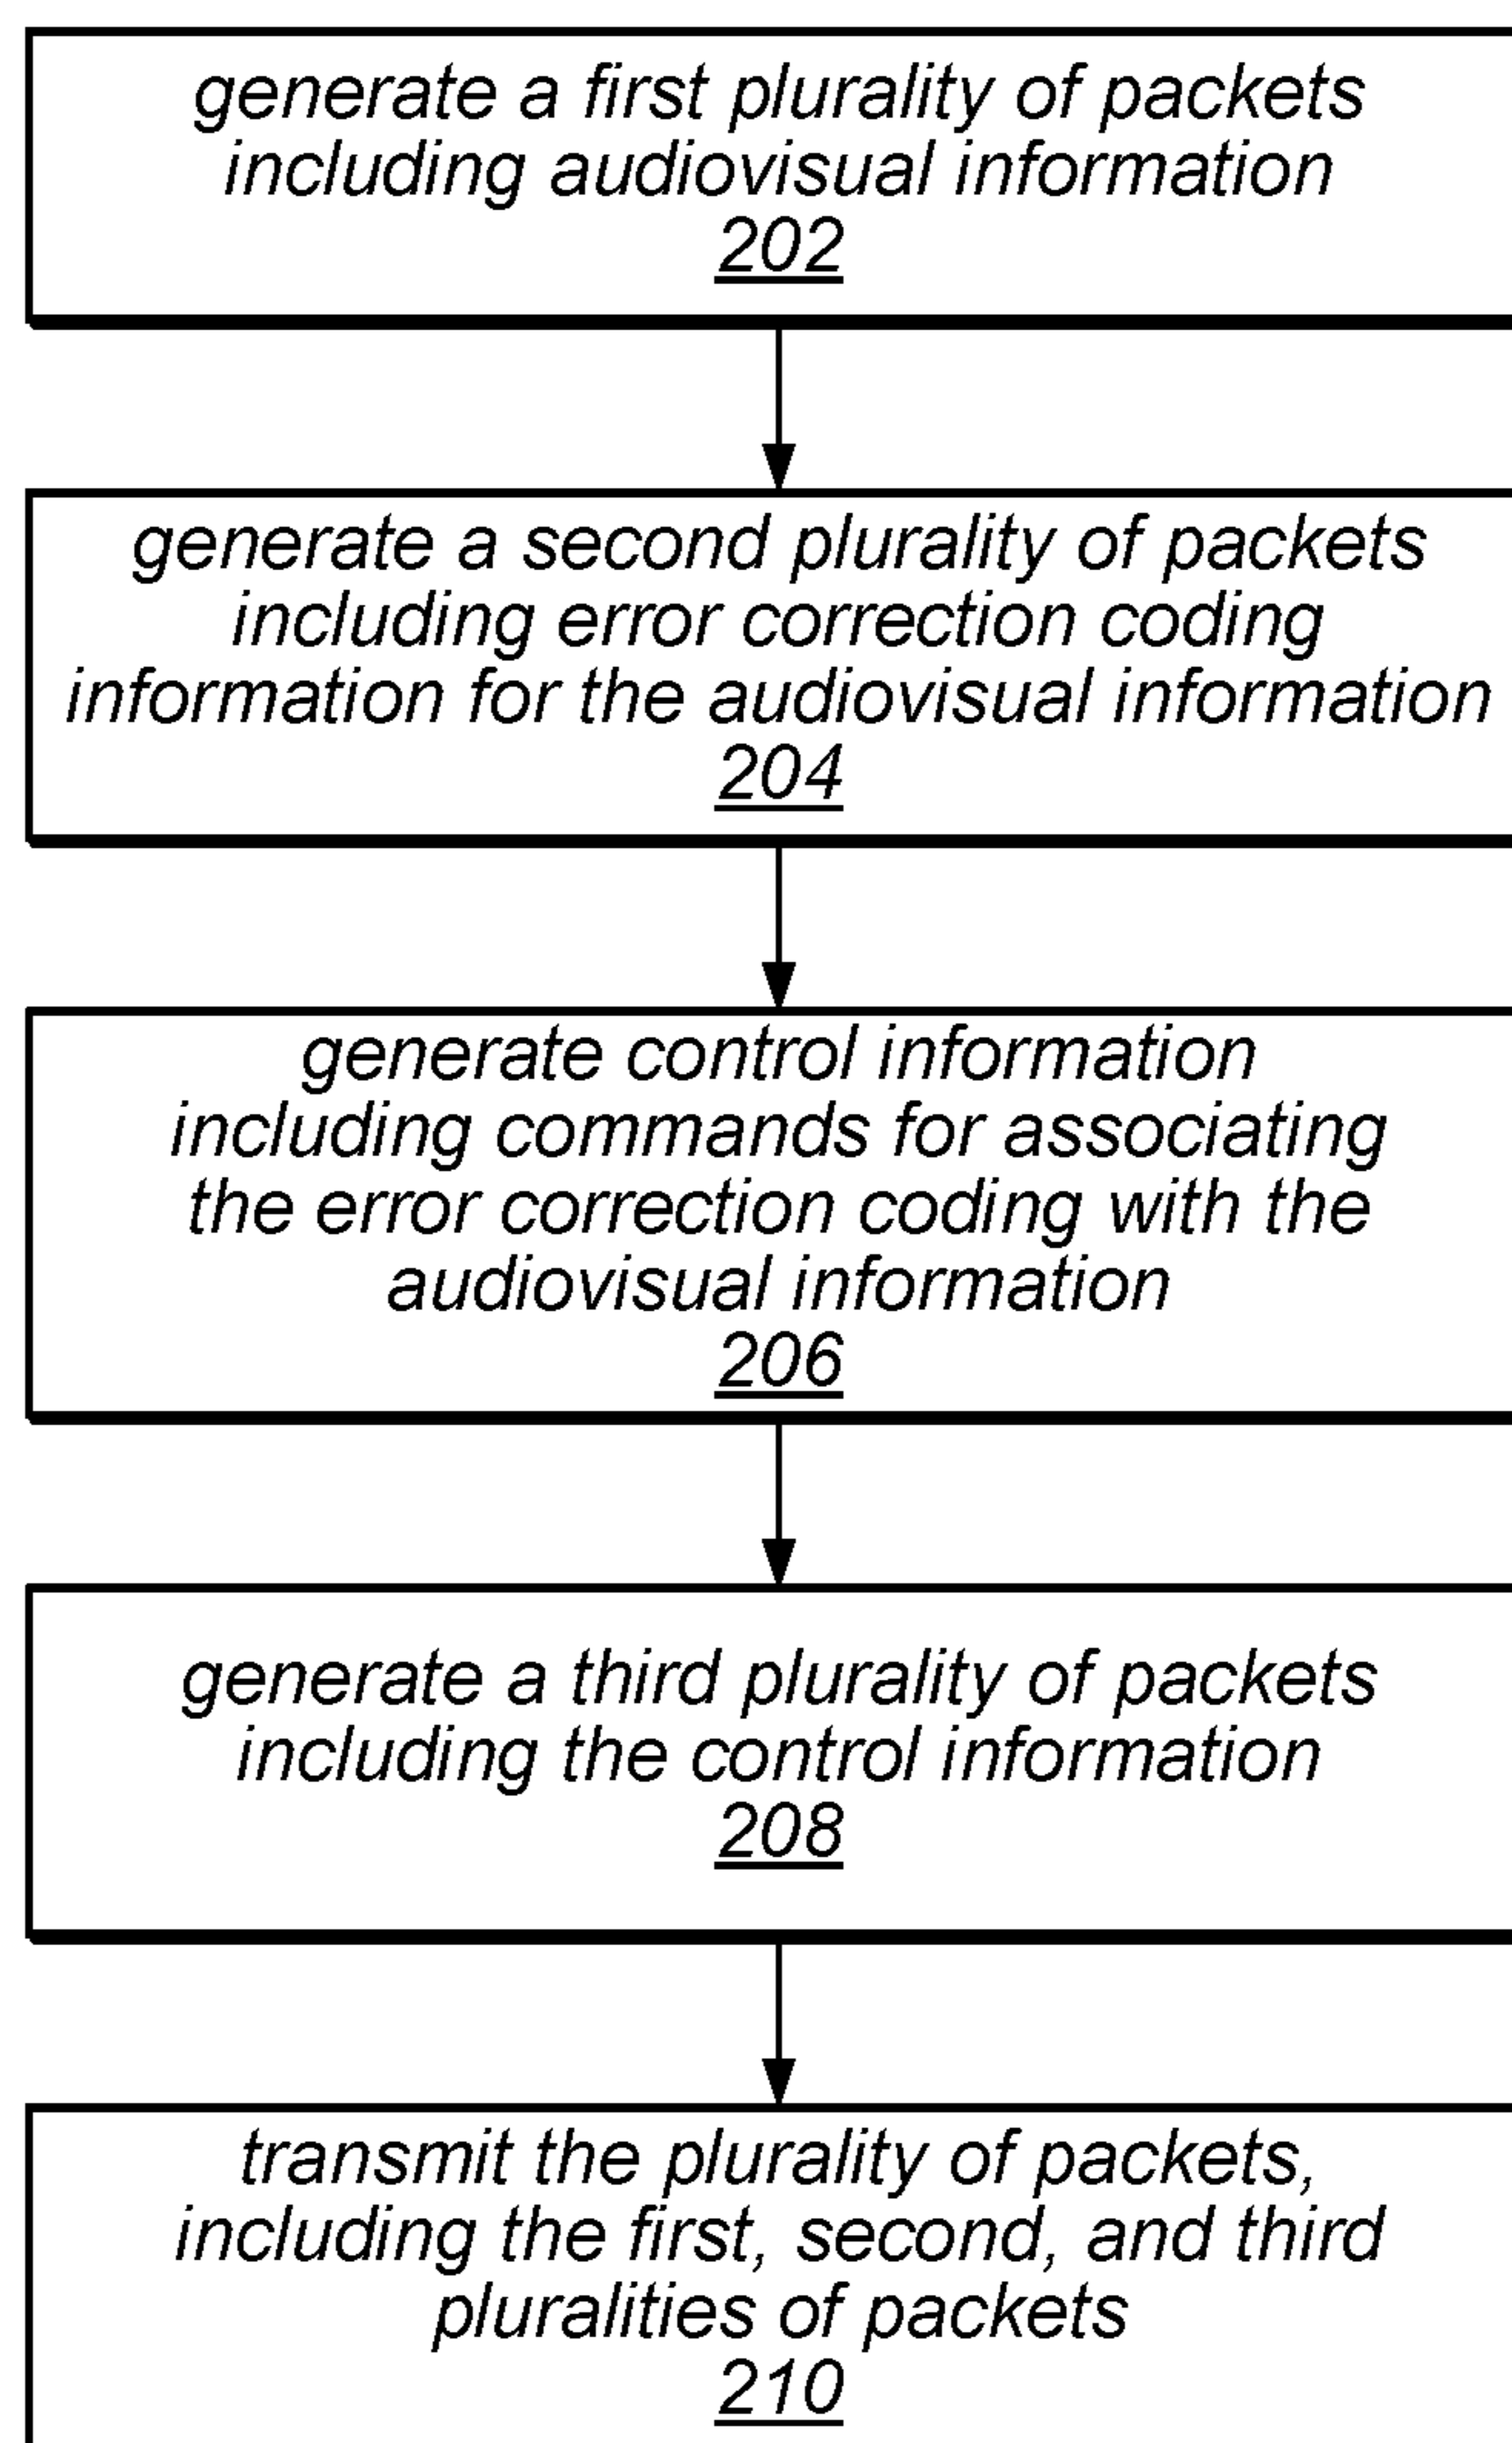 generate a first plurality of packets
including audiovisual information
202
generate a second plurality of packets
including error correction coding
information for the audiovisual information
204
generate control information
including commands for associating
the error correction coding with the
audiovisual information
206
generate a third plurality of packets
including the control information
208
transmit the plurality of packets,
including the first, second, and third
pluralities of packets
210